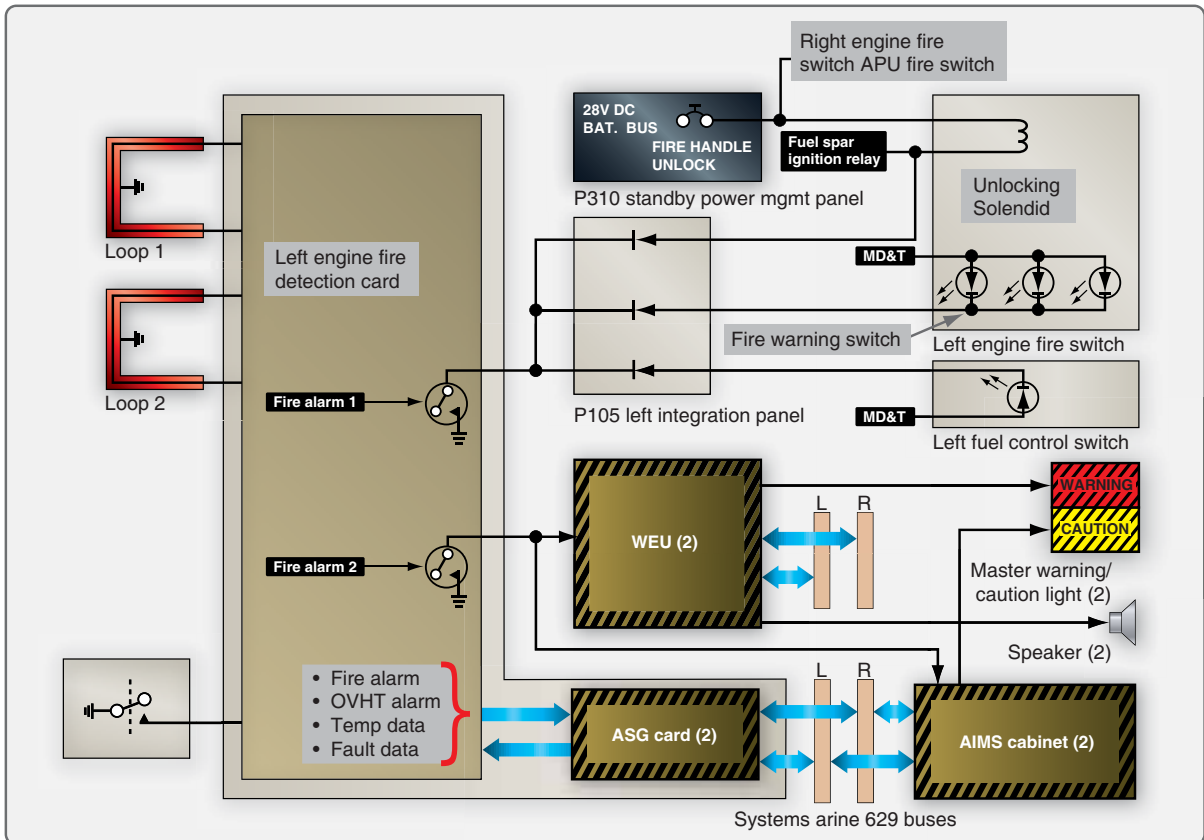 Right engine fire
switch APU fire switch
28V DC
BAT. BUS
FIRE HANDLE
UNLOCK
Fuel spar
ignition relay
P310 standby power mgmt panel
Unlocking
Solendid
Loop 1
Left engine fire
detection card
MD&T
Loop 2
Fire warning switch
Left engine fire switch
Fire alarm 1
P105 left integration panel
MD&T
Left fuel control switch
WARNING
CAUTION
L
R
WEU (2)
Fire alarm 2
Master warning/
caution light (2)
Speaker (2)
• Fire alarm
• OVHT alarm
• Temp data
• Fault data
L
R
ASG card (2)
AIMS cabinet (2)
Systems arine 629 buses